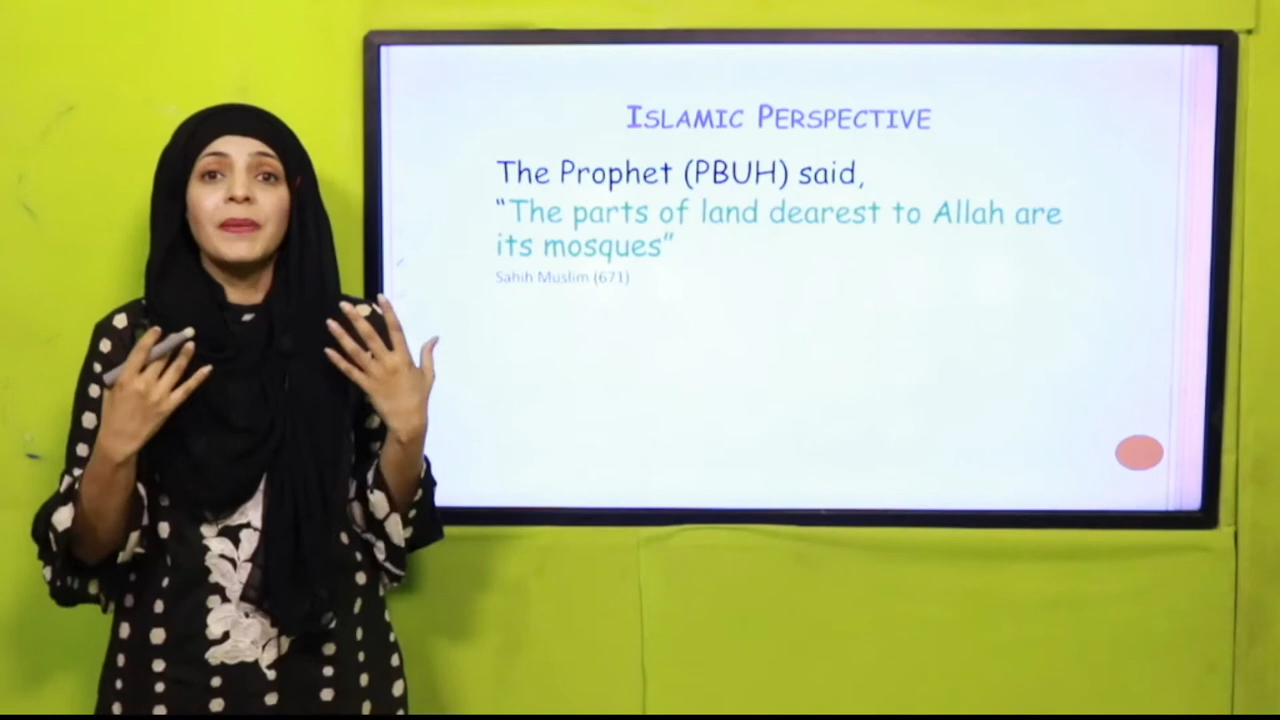 ISLAMIC PERSPECTIVE
The Prophet (PBUH) said,
“The parts of land dearest to Allah are
its mosques”
Sahih Muslim (671)